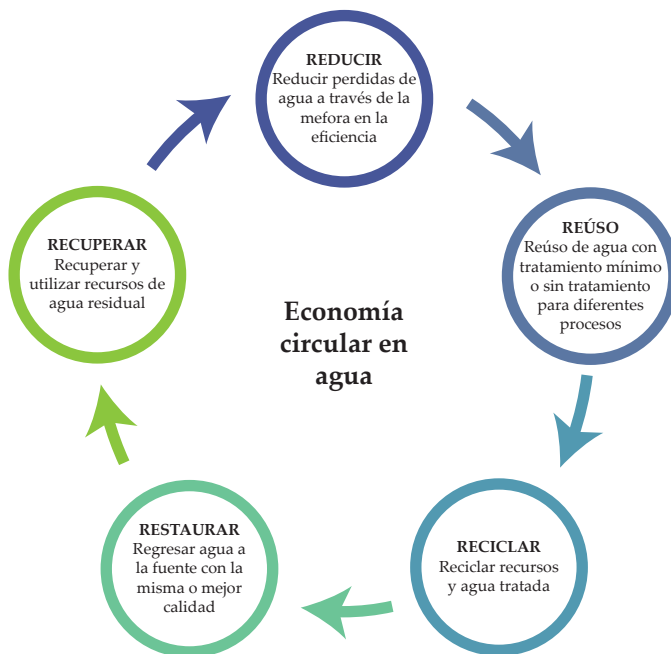 REDUCIR
Reducir perdidas de
agua a través de la
mefora en la
eficiencia
REÚSO
Reúso de agua con
tratamiento mínimo
o sin tratamiento
para diferentes
procesos
RECUPERAR
Recuperar y
utilizar recursos de
agua residual
Economía
circular en
agua
RESTAURAR
Regresar agua a
la fuente con la
misma o mejor
calidad
RECICLAR
Reciclar recursos
y agua tratada